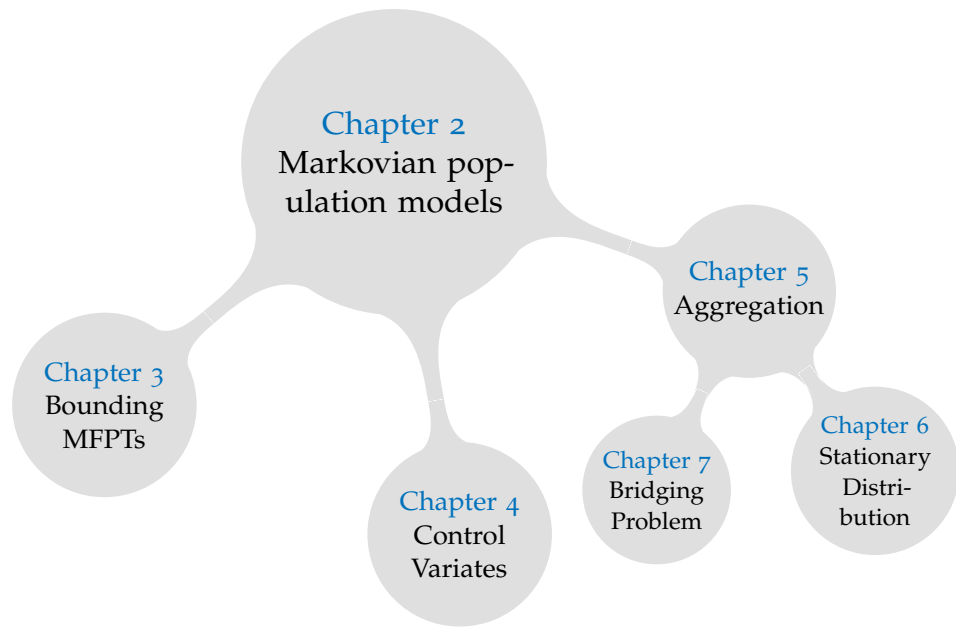 Chapter 2
Markovian pop-
ulation models
Chapter 5
Aggregation
Chapter 3
Bounding
MFPTs
Chapter 4
Control
Variates
Chapter 7
Bridging
Problem
Chapter 6
Stationary
Distri-
bution